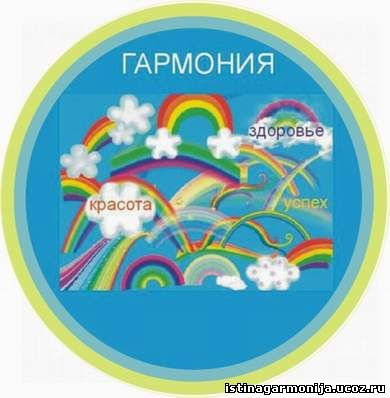 ГАРМОНИЯ
здоровье
красота
успех
istinagarmonija.ucoz.ru